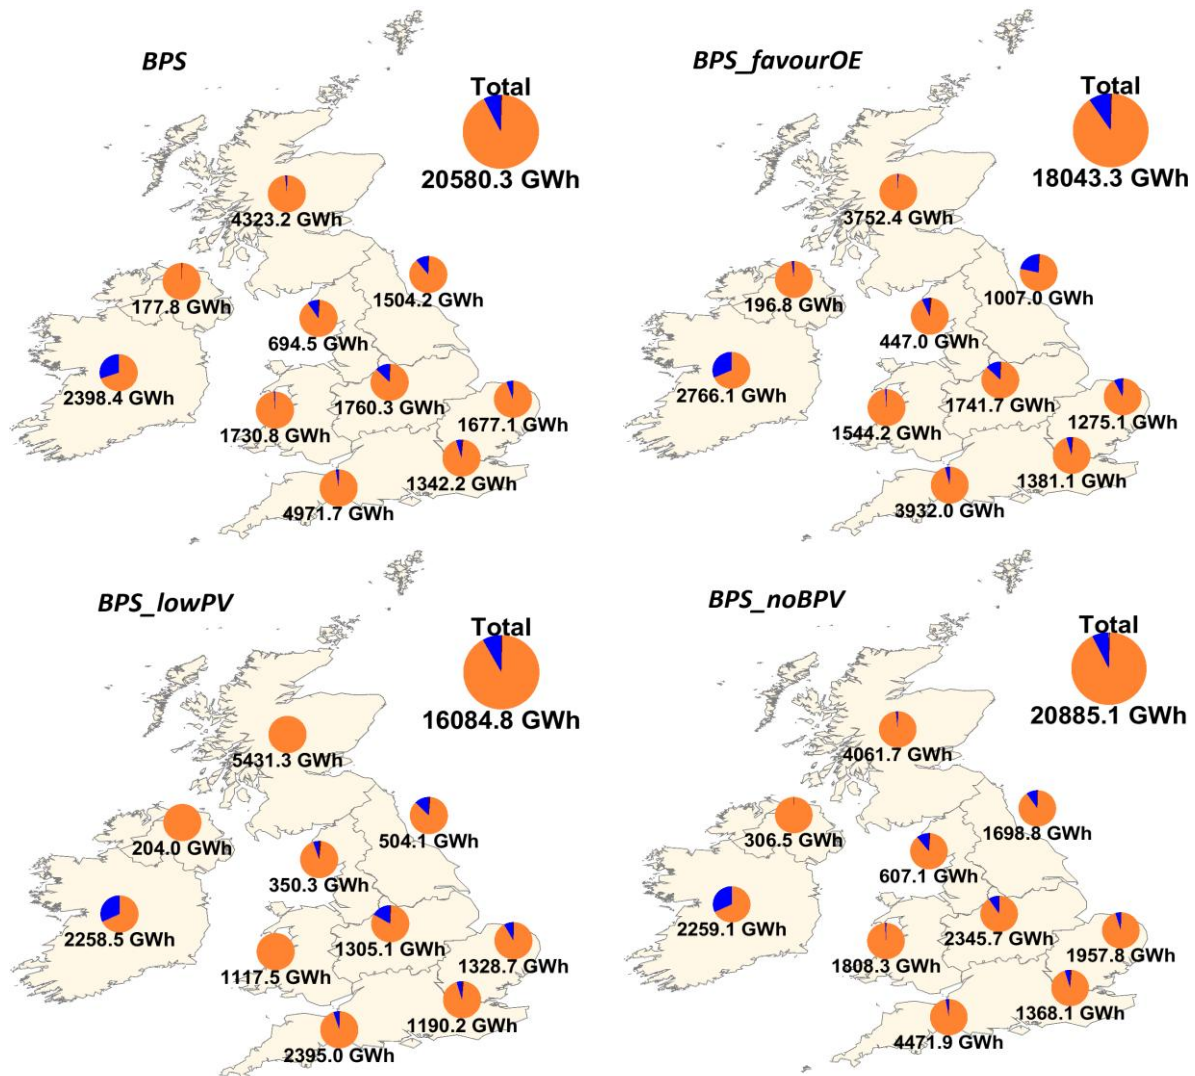 BPS
Total
20580.3 GWh
4323.2 GWh
1504.2 GWh
177.8 GWh
694.5 GWh
2398.4 GWh
1760.3 GWh
1677.1 GWh
1730.8 GWh
1342.2 GWh
4971.7 GWh
BPS_favourOE
Total
18043.3 GWh
3752.4 GWh
1007.0 GWh
196.8 GWh
447.0 GWh
2766.1 GWh
1741.7 GWh
1275.1 GWh
1544.2 GWh
1381.1 GWh
3932.0 GWh
BPS_lowPV
Total
16084.8 GWh
5431.3 GWh
504.1 GWh
204.0 GWh
350.3 GWh
2258.5 GWh
1305.1 GWh
1328.7 GWh
1117.5 GWh
1190.2 GWh
2395.0 GWh
BPS_noBPV
Total
20885.1 GWh
4061.7 GWh
1698.8 GWh
306.5 GWh
607.1 GWh
2259.1 GWh
2345.7 GWh
1957.8 GWh
1808.3 GWh
1368.1 GWh
4471.9 GWh